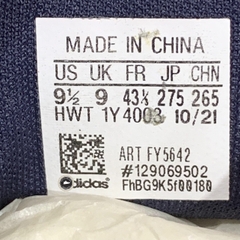 MADE IN CHINA
US UK FR JP CHN
9½ 9 43⅓ 275 265
HWT 1Y4003 10/21
ART FY5642
#129069502
adidas FhBG9K5f00180